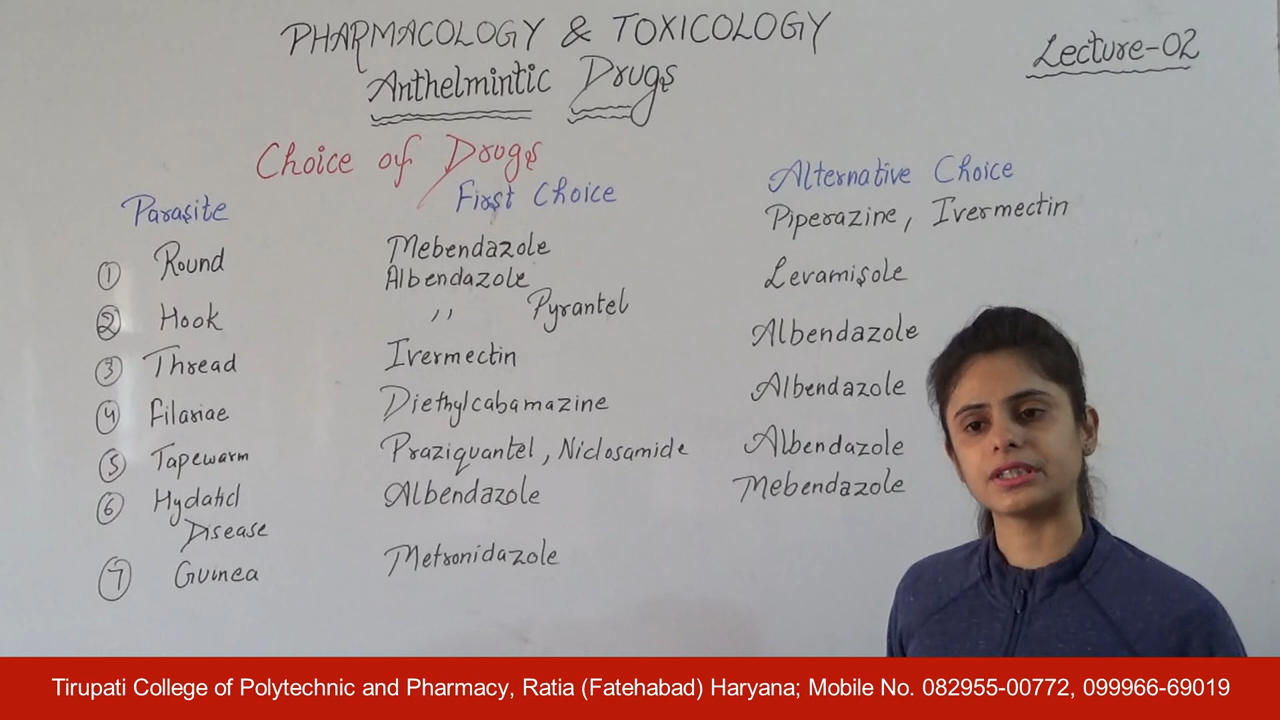 PHARMACOLOGY & TOXICOLOGY
Anthelmintic Drugs
Lecture-02
Choice of Drugs
Parasite First Choice Alternative Choice
① Round Mebendazole Piperazine, Ivermectin
Albendazole Levamisole
② Hook ,, Pyrantel
③ Thread Ivermectin Albendazole
④ Filariae Diethylcabamazine Albendazole
⑤ Tapewarm Praziquantel, Niclosamide Albendazole
⑥ Hydatid Albendazole Mebendazole
Disease
⑦ Guinea Metronidazole
Tirupati College of Polytechnic and Pharmacy, Ratia (Fatehabad) Haryana; Mobile No. 082955-00772, 099966-69019